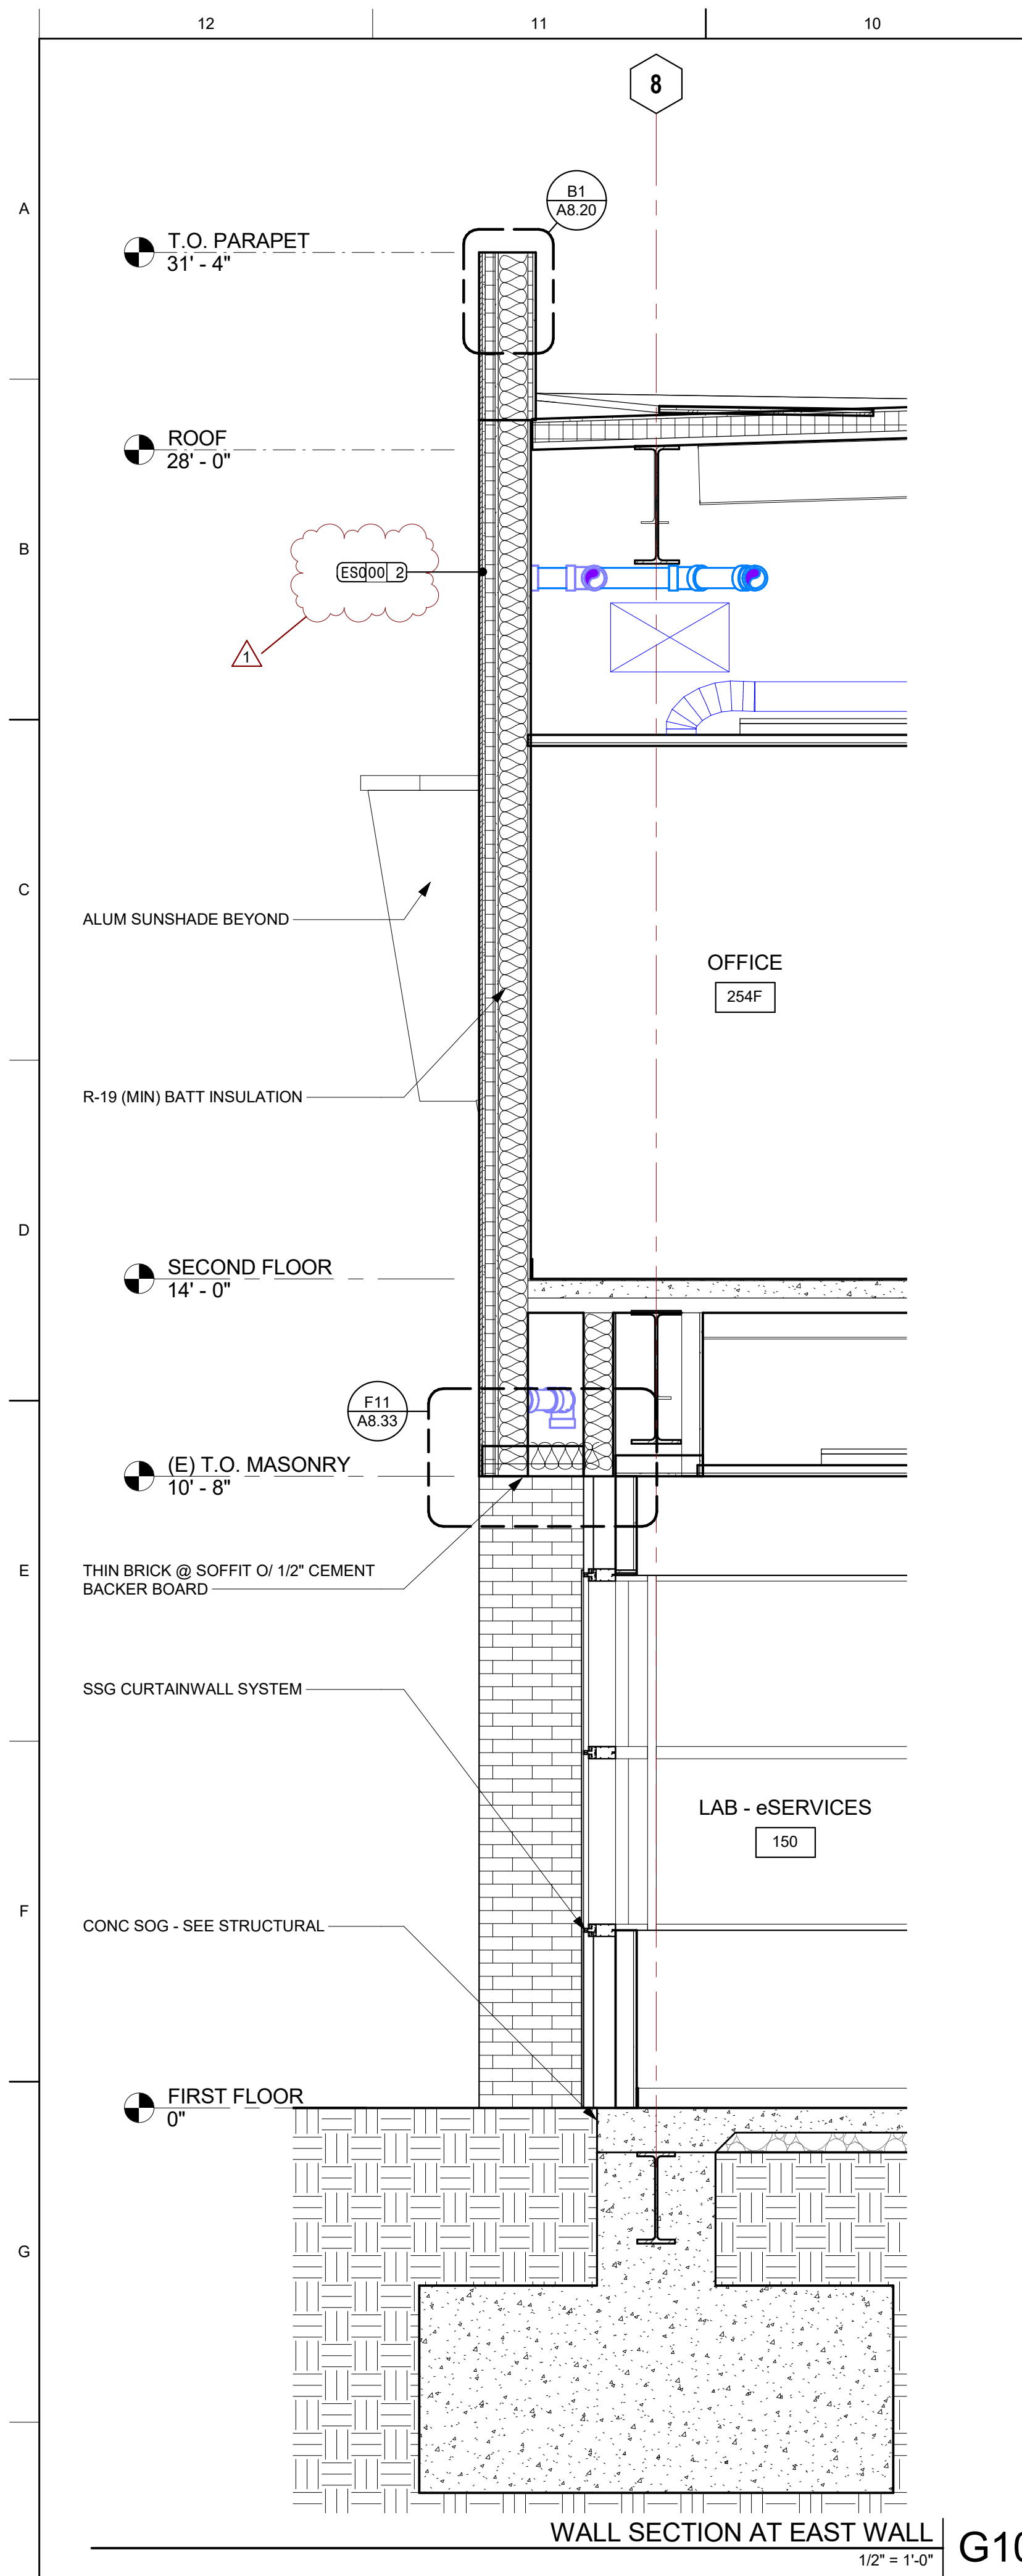 12
11
10
8
A
B1
A8.20
T.O. PARAPET
31' - 4"
ROOF
28' - 0"
B
ES000 2
1
C
ALUM SUNSHADE BEYOND
OFFICE
254F
R-19 (MIN) BATT INSULATION
D
SECOND FLOOR
14' - 0"
F11
A8.33
(E) T.O. MASONRY
10' - 8"
E
THIN BRICK @ SOFFIT O/ 1/2" CEMENT
BACKER BOARD
SSG CURTAINWALL SYSTEM
LAB - eSERVICES
150
F
CONC SOG - SEE STRUCTURAL
FIRST FLOOR
0"
G
WALL SECTION AT EAST WALL
1/2" = 1'-0"